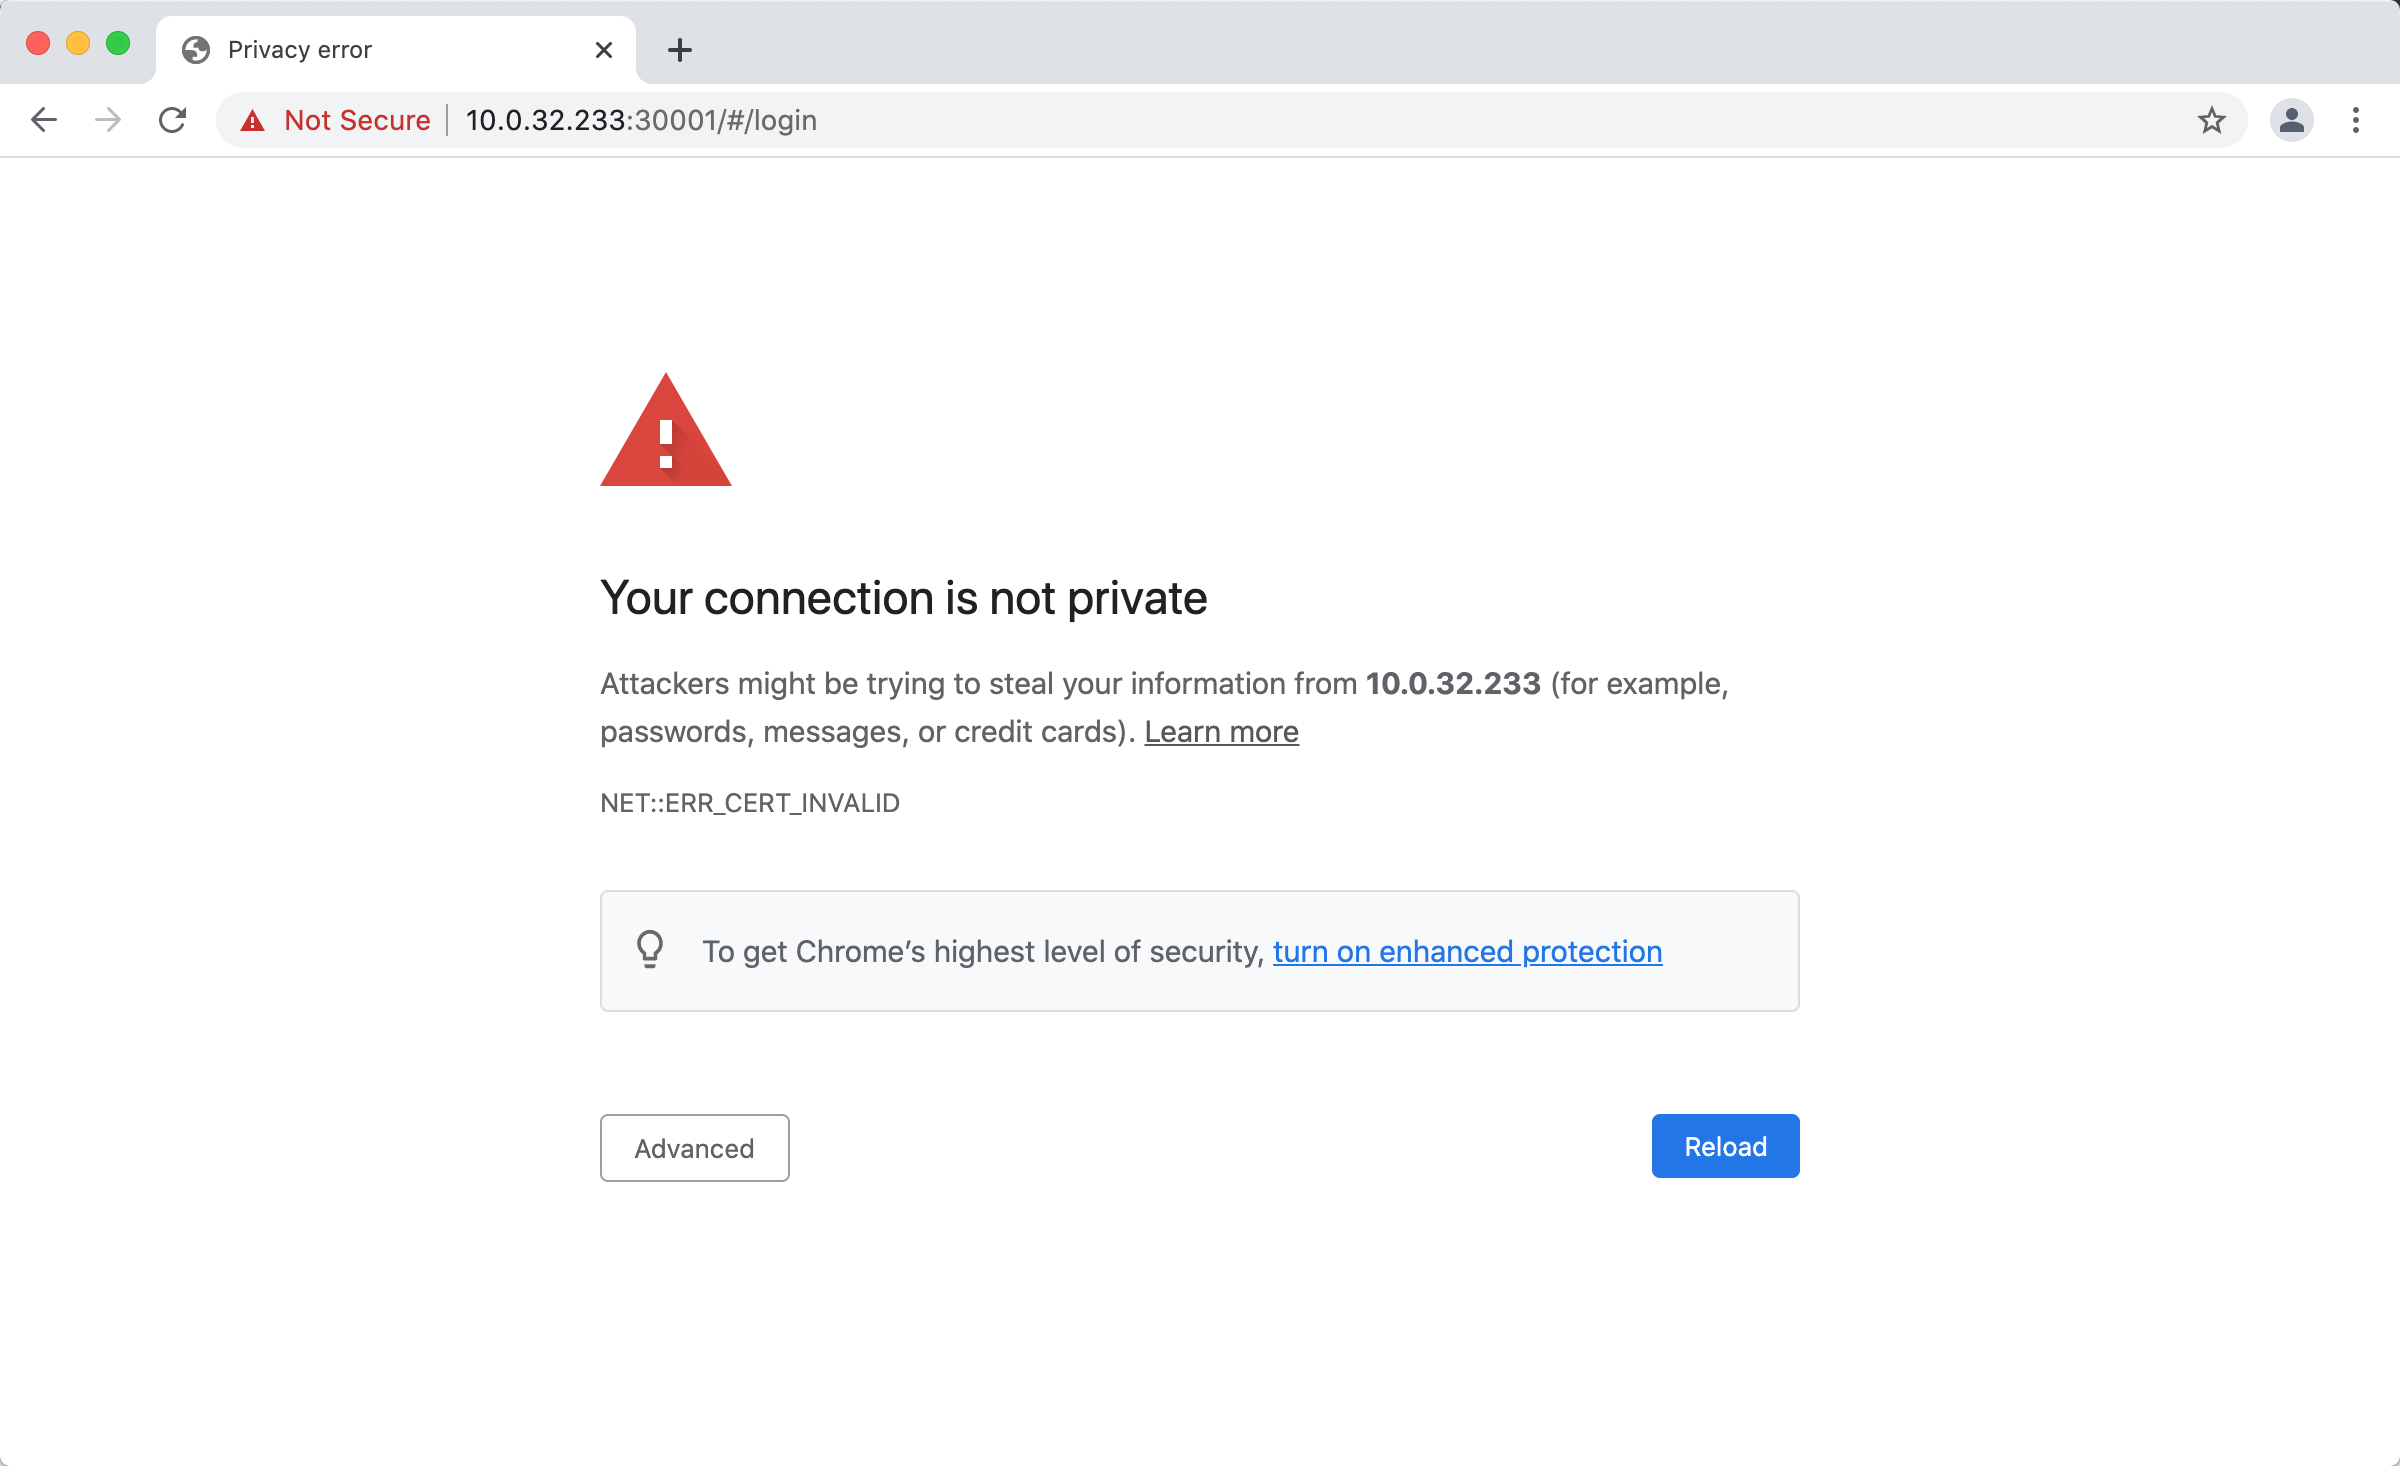 Privacy error
Not Secure 10.0.32.233:30001/#/login
Your connection is not private
Attackers might be trying to steal your information from 10.0.32.233 (for example,
passwords, messages, or credit cards). Learn more
NET::ERR_CERT_INVALID
To get Chrome’s highest level of security, turn on enhanced protection
Advanced
Reload